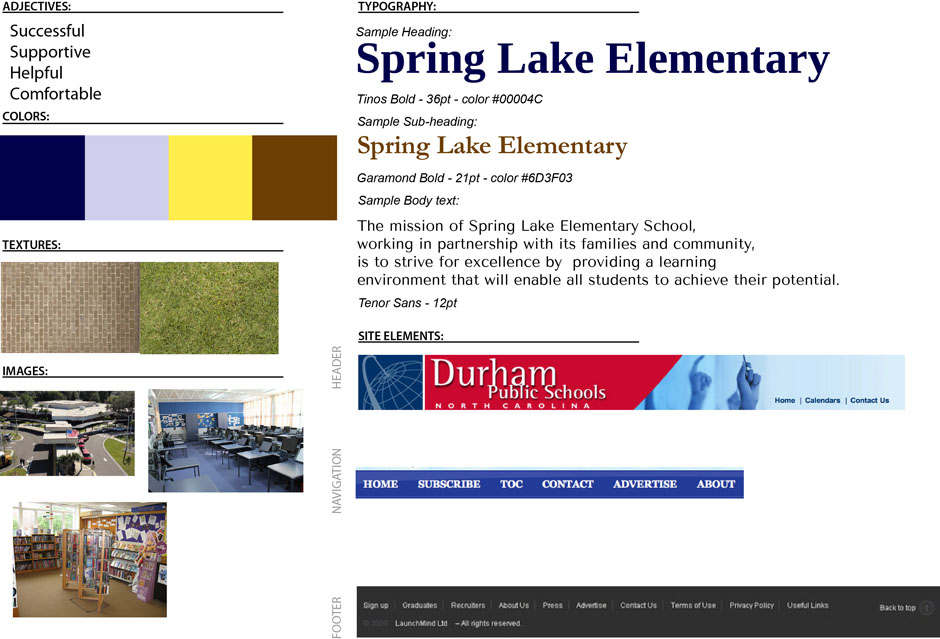 ADJECTIVES:
Successful
Supportive
Helpful
Comfortable
COLORS:
TEXTURES:
IMAGES:
TYPOGRAPHY:
Sample Heading:
Spring Lake Elementary
Tinos Bold - 36pt - color #00004C
Sample Sub-heading:
Spring Lake Elementary
Garamond Bold - 21pt - color #6D3F03
Sample Body text:
The mission of Spring Lake Elementary School,
working in partnership with its families and community,
is to strive for excellence by  providing a learning
environment that will enable all students to achieve their potential.
Tenor Sans - 12pt
SITE ELEMENTS:
HEADER
Durham
Public Schools
NORTH CAROLINA
Home | Calendars | Contact Us
NAVIGATION
HOME SUBSCRIBE TOC CONTACT ADVERTISE ABOUT
FOOTER
Sign up | Graduates | Recruiters | About Us | Press | Advertise | Contact Us | Terms of Use | Privacy Policy | Useful Links
Back to top
© 2009 LaunchMind Ltd – All rights reserved.